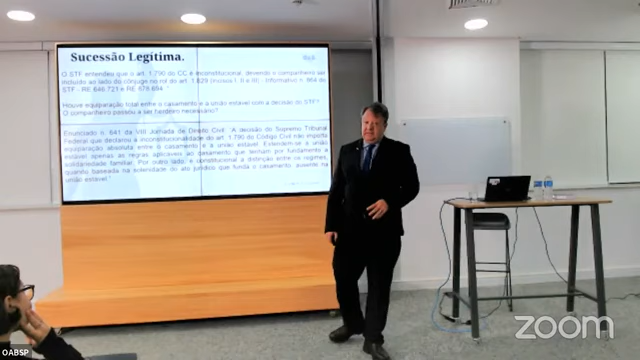 Sucessão Legítima.
O STF entendeu que o art. 1.790 do CC é inconstitucional, devendo o companheiro ser
incluído ao lado do cônjuge no rol do art. 1.829 (incisos I, II e III) - Informativo n. 864 do
STF - RE 646.721 e RE 878.694.
Houve equiparação total entre o casamento e a união estável com a decisão do STF?
O companheiro passou a ser herdeiro necessário?
Enunciado n. 641 da VIII Jornada de Direito Civil: "A decisão do Supremo Tribunal
Federal que declarou a inconstitucionalidade do art. 1.790 do Código Civil não importa
equiparação absoluta entre o casamento e a união estável. Estendem-se à união
estável apenas as regras aplicáveis ao casamento que tenham por fundamento a
solidariedade familiar. Por outro lado, é constitucional a distinção entre os regimes,
quando baseada na solenidade do ato jurídico que funda o casamento, ausente na
união estável."
zoom
OABSP